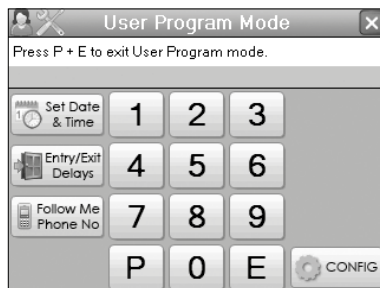 User Program Mode
Press P + E to exit User Program mode.
Set Date
& Time
1 2 3
Entry/Exit
Delays
4 5 6
Follow Me
Phone No
7 8 9
P 0 E
CONFIG